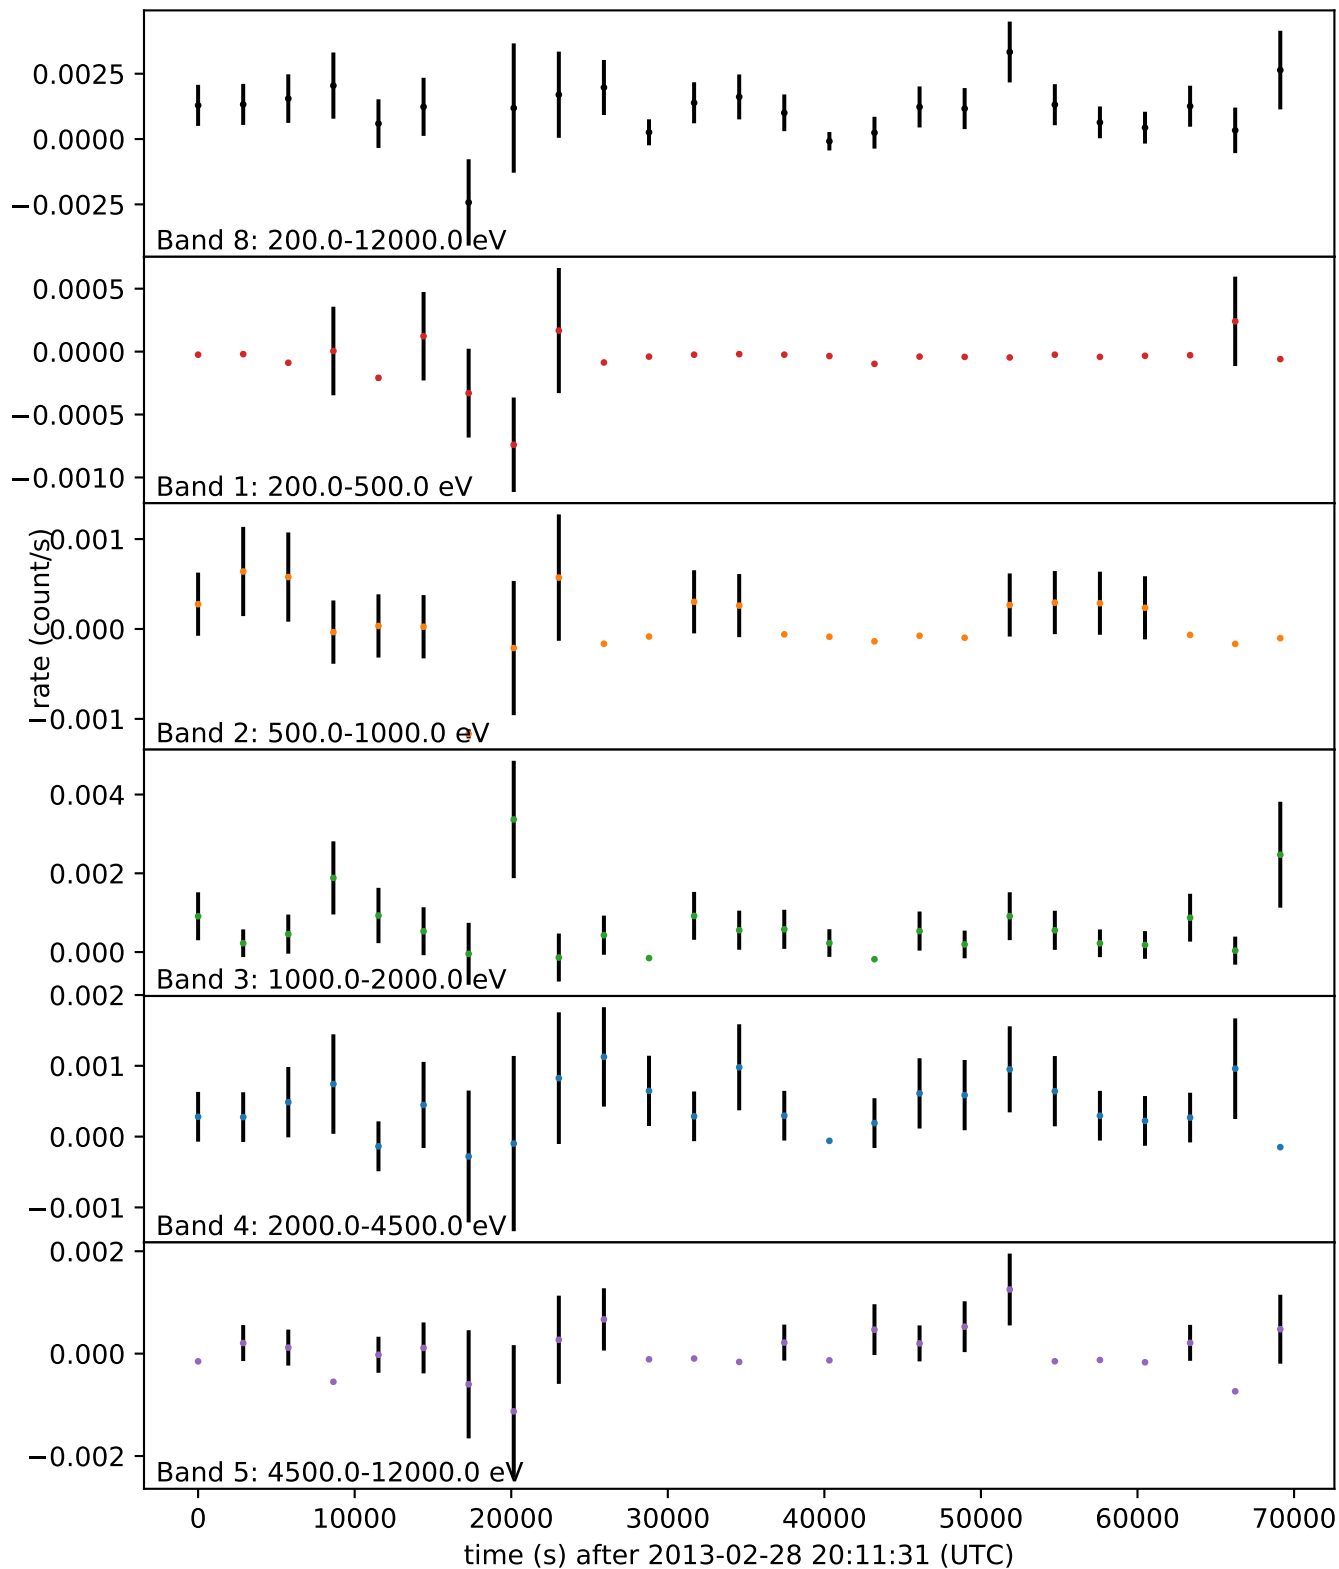 0.0025
0.0000
−0.0025
Band 8: 200.0-12000.0 eV
0.0005
0.0000
−0.0005
−0.0010
Band 1: 200.0-500.0 eV
rate (count/s)
0.001
0.000
−0.001
Band 2: 500.0-1000.0 eV
0.004
0.002
0.000
Band 3: 1000.0-2000.0 eV
0.002
0.001
0.000
−0.001
Band 4: 2000.0-4500.0 eV
0.002
0.000
−0.002
Band 5: 4500.0-12000.0 eV
0 10000 20000 30000 40000 50000 60000 70000
time (s) after 2013-02-28 20:11:31 (UTC)